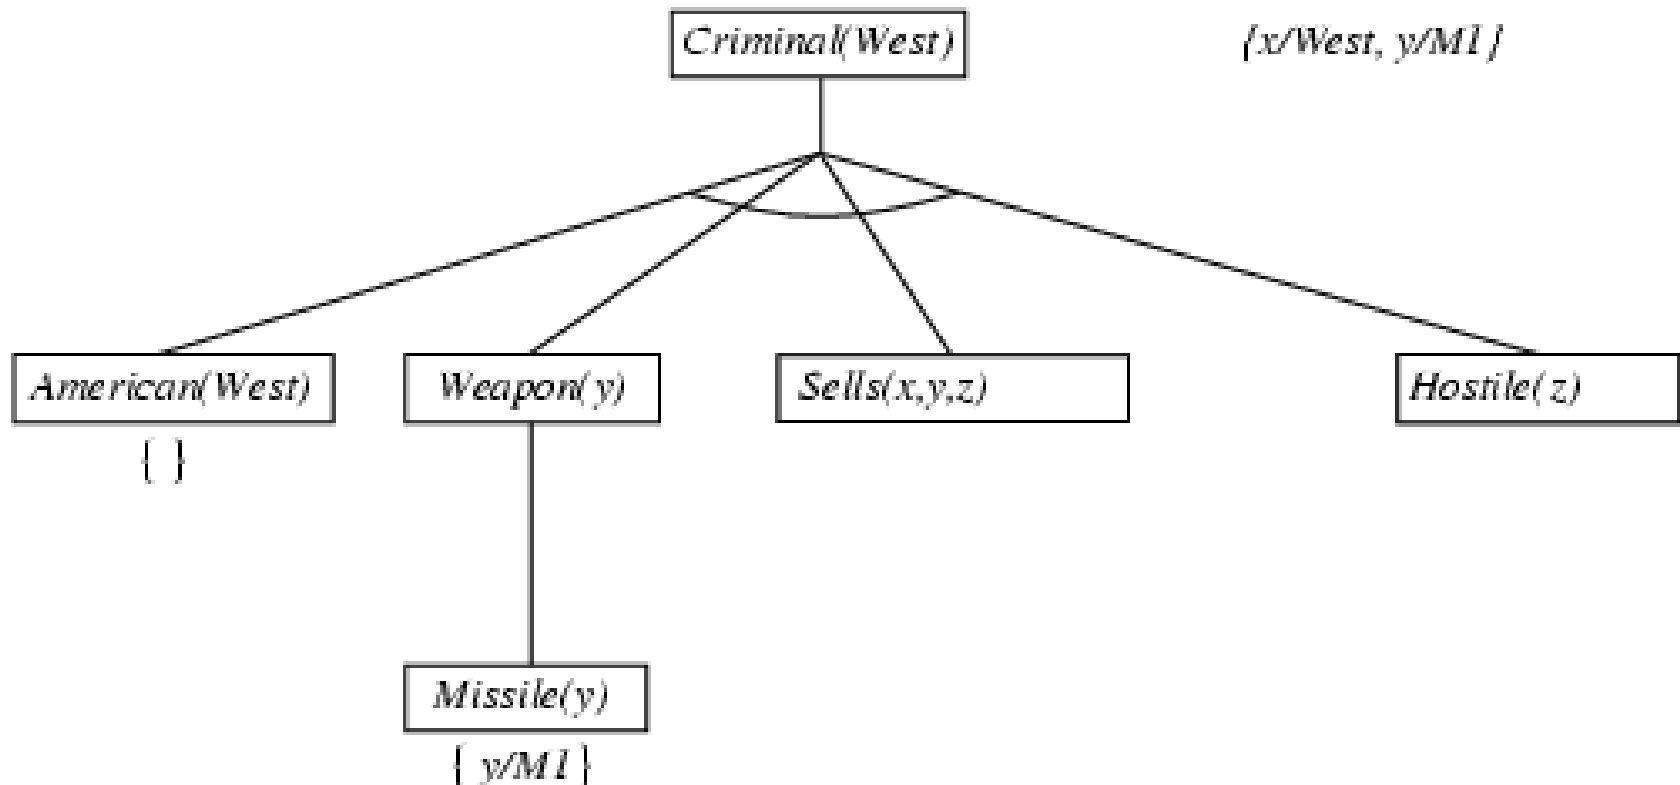 Criminal(West)
{x/West, y/M1}
American(West)
Weapon(y)
Sells(x,y,z)
Hostile(z)
{ }
Missile(y)
{ y/M1 }